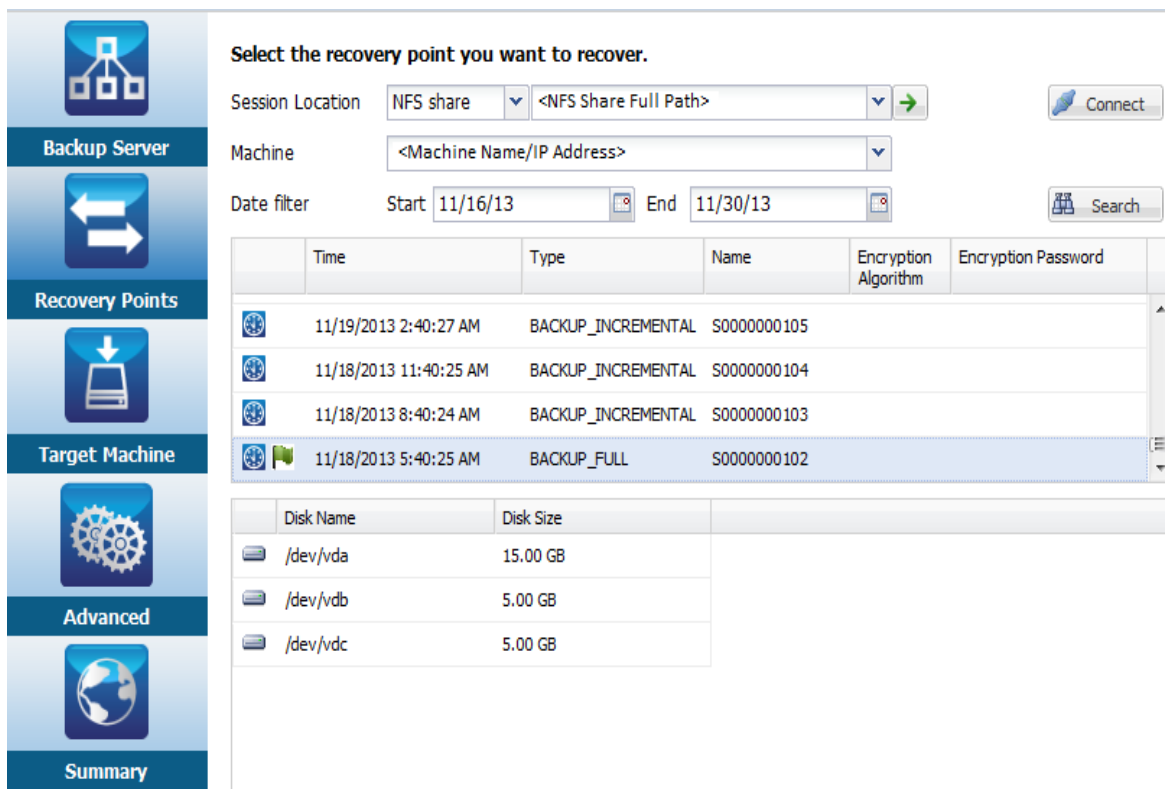 Backup Server
Recovery Points
Target Machine
Advanced
Summary
Select the recovery point you want to recover.
Session Location NFS share <NFS Share Full Path> Connect
Machine <Machine Name/IP Address>
Date filter Start 11/16/13 End 11/30/13 Search
Time Type Name Encryption Algorithm Encryption Password
11/19/2013 2:40:27 AM BACKUP_INCREMENTAL S0000000105
11/18/2013 11:40:25 AM BACKUP_INCREMENTAL S0000000104
11/18/2013 8:40:24 AM BACKUP_INCREMENTAL S0000000103
11/18/2013 5:40:25 AM BACKUP_FULL S0000000102
Disk Name Disk Size
/dev/vda 15.00 GB
/dev/vdb 5.00 GB
/dev/vdc 5.00 GB